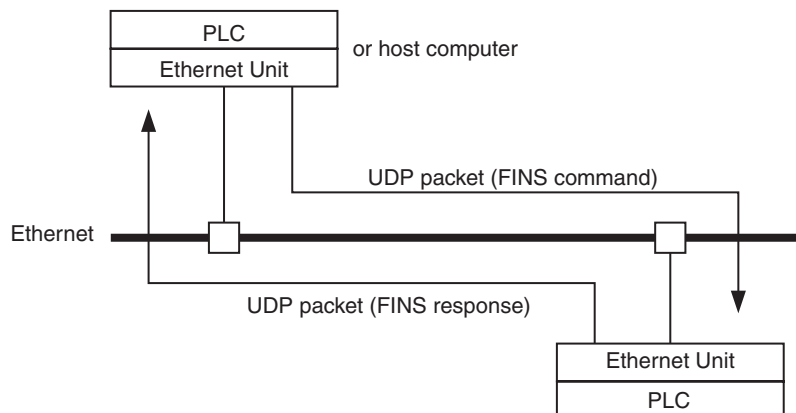 PLC
Ethernet Unit
or host computer
UDP packet (FINS command)
Ethernet
UDP packet (FINS response)
Ethernet Unit
PLC